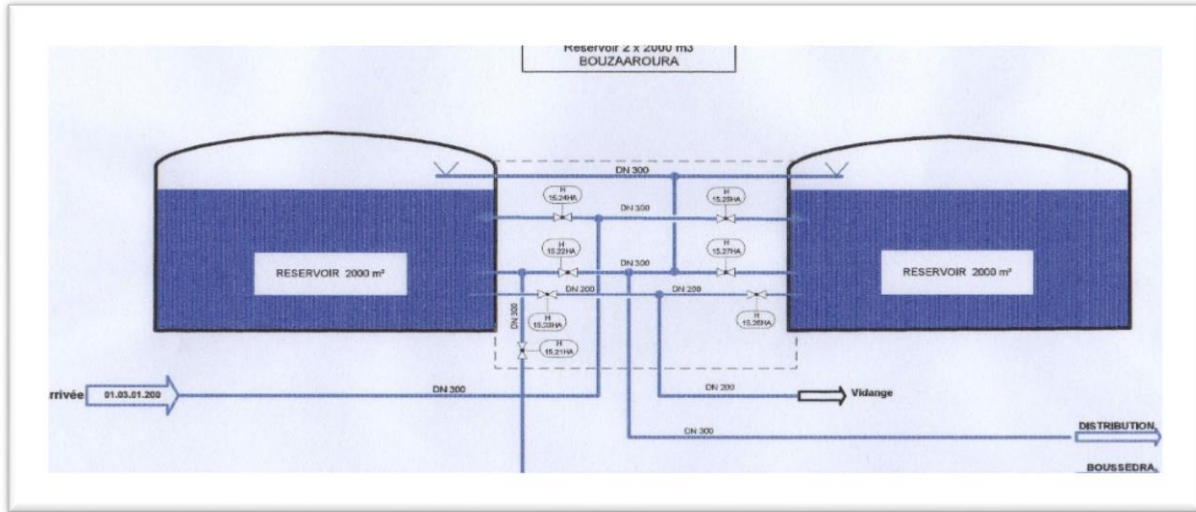 Reservoir 2 x 2000 m3
BOUZAAROURA
DN 300
H
15.24HA
DN 300
H
15.25HA
H
15.22HA
DN 300
H
15.27HA
RESERVOIR 2000 m³
RESERVOIR 2000 m³
DN 200
DN 200
DN 300
H
H
15.26HA
H
15.21HA
rrivée
01.03.01.200
DN 300
DN 200
Vidange
DN 300
DISTRIBUTION
BOUSSEDRA